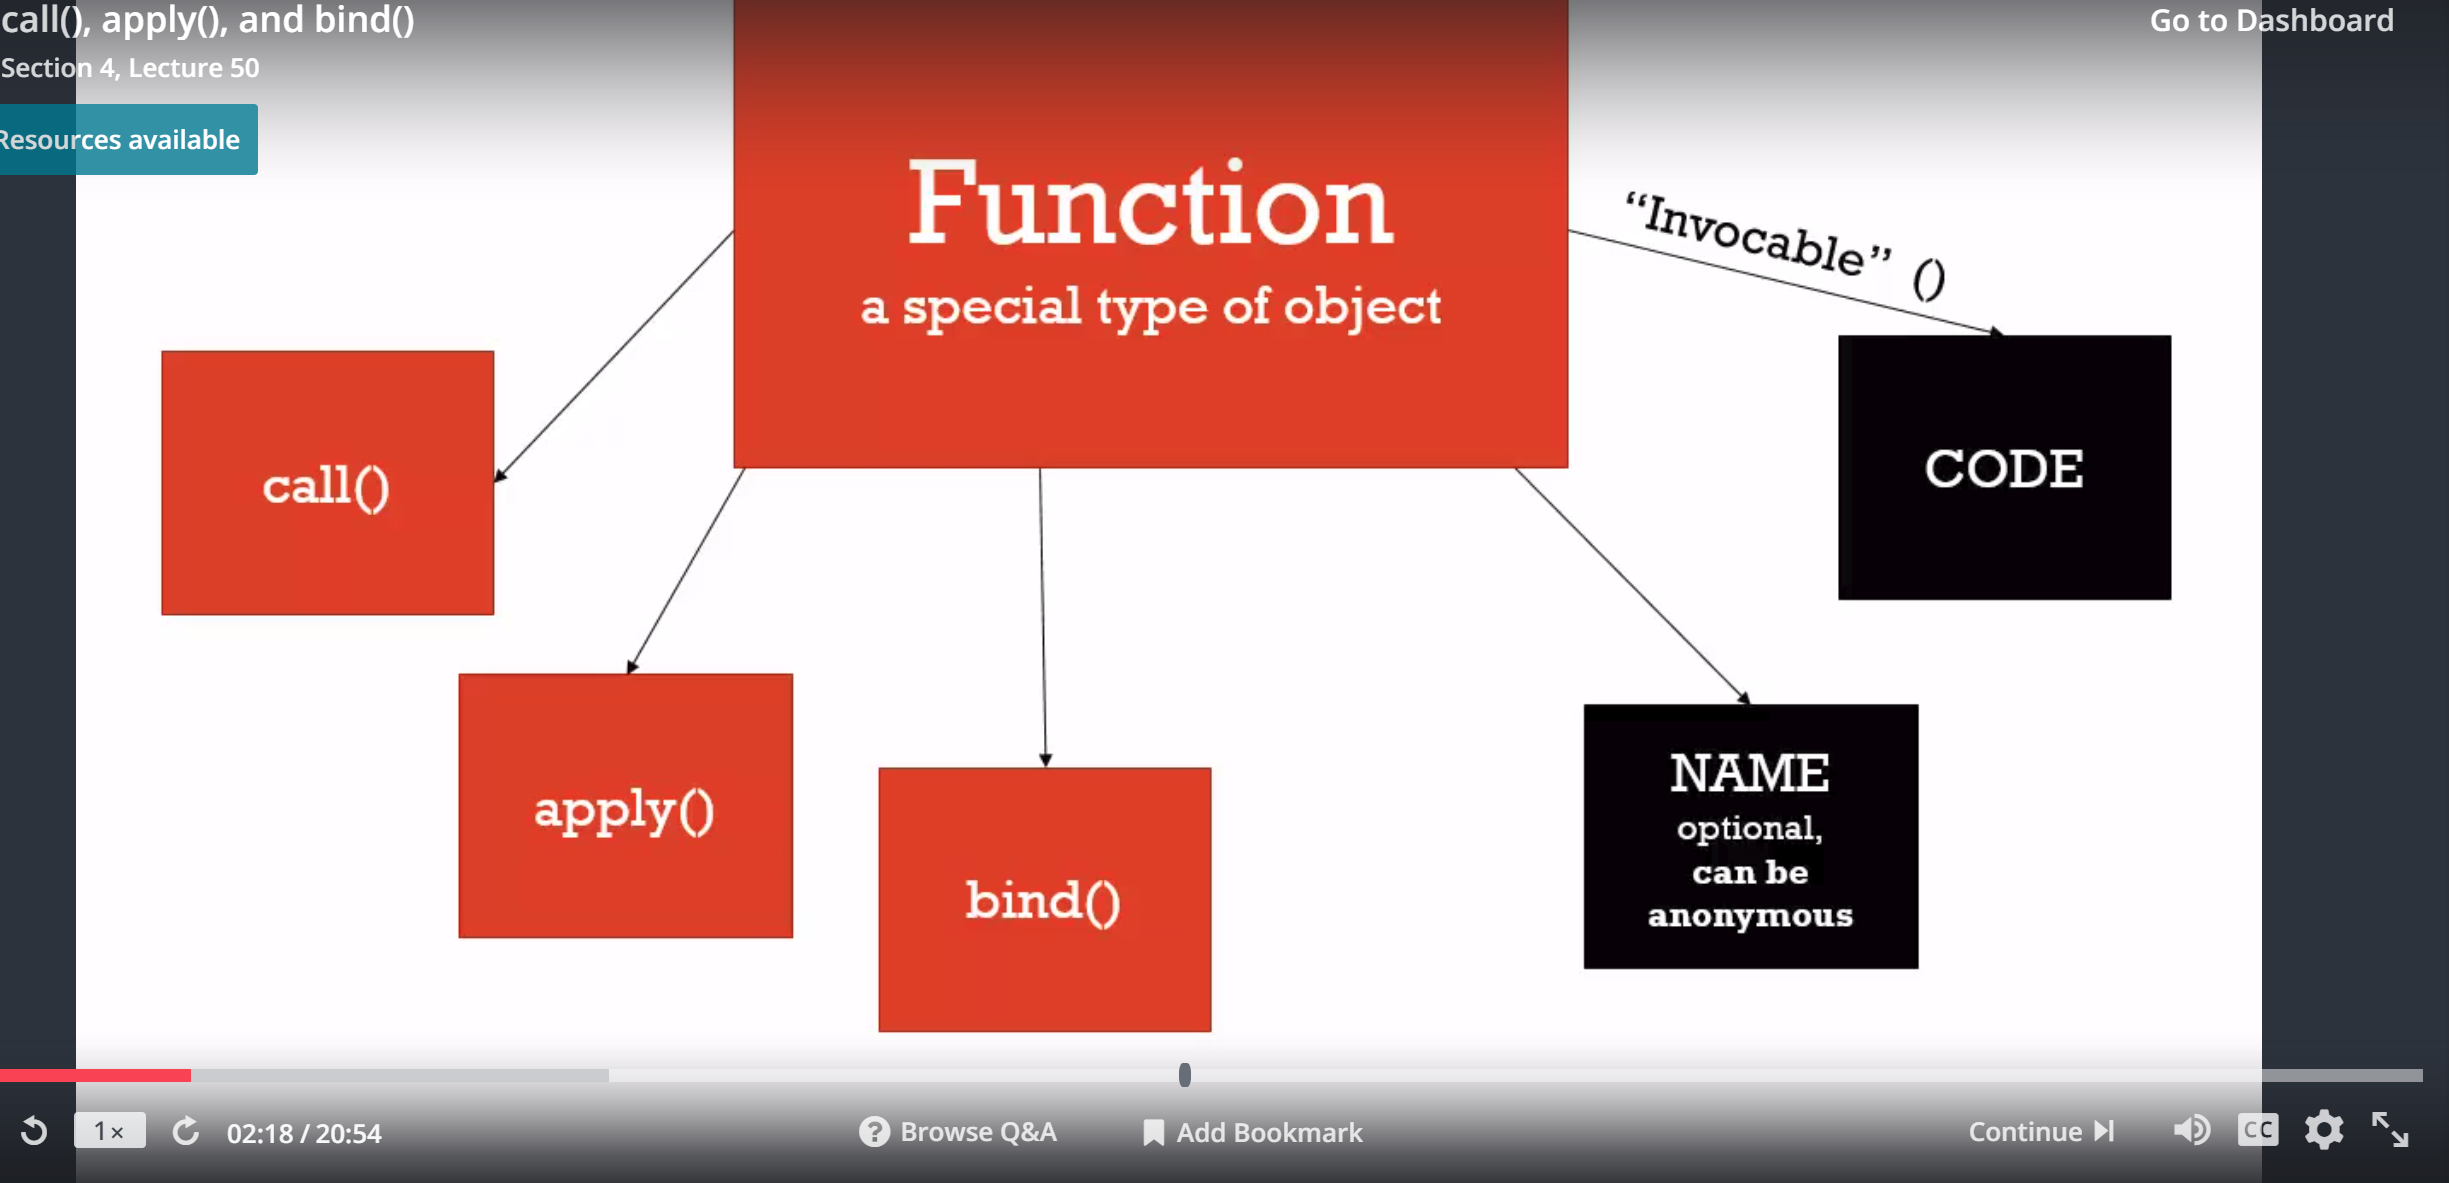 call(), apply(), and bind()
Go to Dashboard
Section 4, Lecture 50
Resources available
Function
a special type of object
“Invocable” ()
call()
CODE
apply()
bind()
NAME
optional,
can be
anonymous
1×
02:18 / 20:54
? Browse Q&A
Add Bookmark
Continue
CC